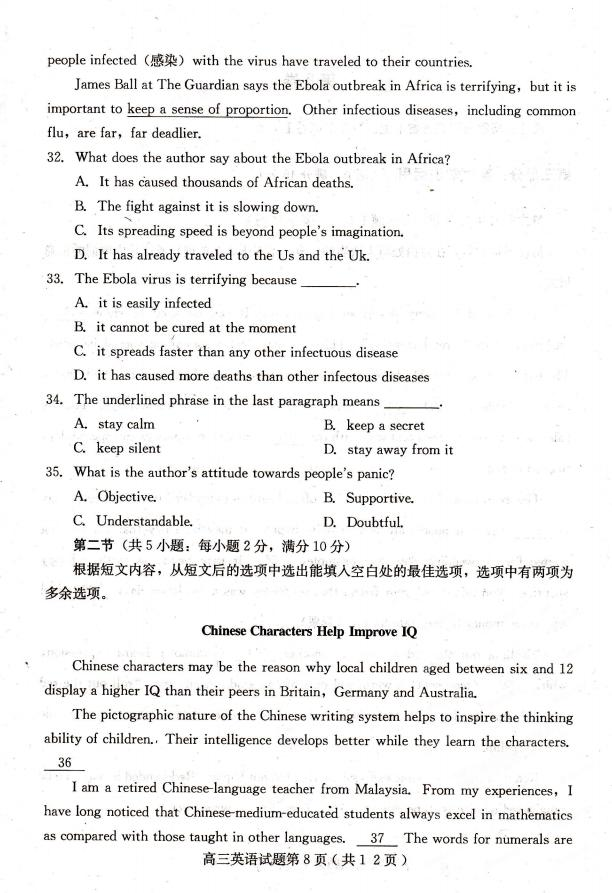 people infected (感染) with the virus have traveled to their countries.
James Ball at The Guardian says the Ebola outbreak in Africa is terrifying, but it is
important to keep a sense of proportion. Other infectious diseases, including common
flu, are far, far deadlier.
32. What does the author say about the Ebola outbreak in Africa?
A. It has caused thousands of African deaths.
B. The fight against it is slowing down.
C. Its spreading speed is beyond people's imagination.
D. It has already traveled to the Us and the Uk.
33. The Ebola virus is terrifying because ________.
A. it is easily infected
B. it cannot be cured at the moment
C. it spreads faster than any other infectuous disease
D. it has caused more deaths than other infectous diseases
34. The underlined phrase in the last paragraph means ________.
A. stay calm B. keep a secret
C. keep silent D. stay away from it
35. What is the author's attitude towards people's panic?
A. Objective. B. Supportive.
C. Understandable. D. Doubtful.
第二节 (共5小题; 每小题2分, 满分10分)
根据短文内容, 从短文后的选项中选出能填入空白处的最佳选项, 选项中有两项为
多余选项。
Chinese Characters Help Improve IQ
Chinese characters may be the reason why local children aged between six and 12
display a higher IQ than their peers in Britain, Germany and Australia.
The pictographic nature of the Chinese writing system helps to inspire the thinking
ability of children. Their intelligence develops better while they learn the characters.
36
I am a retired Chinese-language teacher from Malaysia. From my experiences, I
have long noticed that Chinese-medium-educated students always excel in mathematics
as compared with those taught in other languages. 37 The words for numerals are
高三英语试题第8页(共12页)